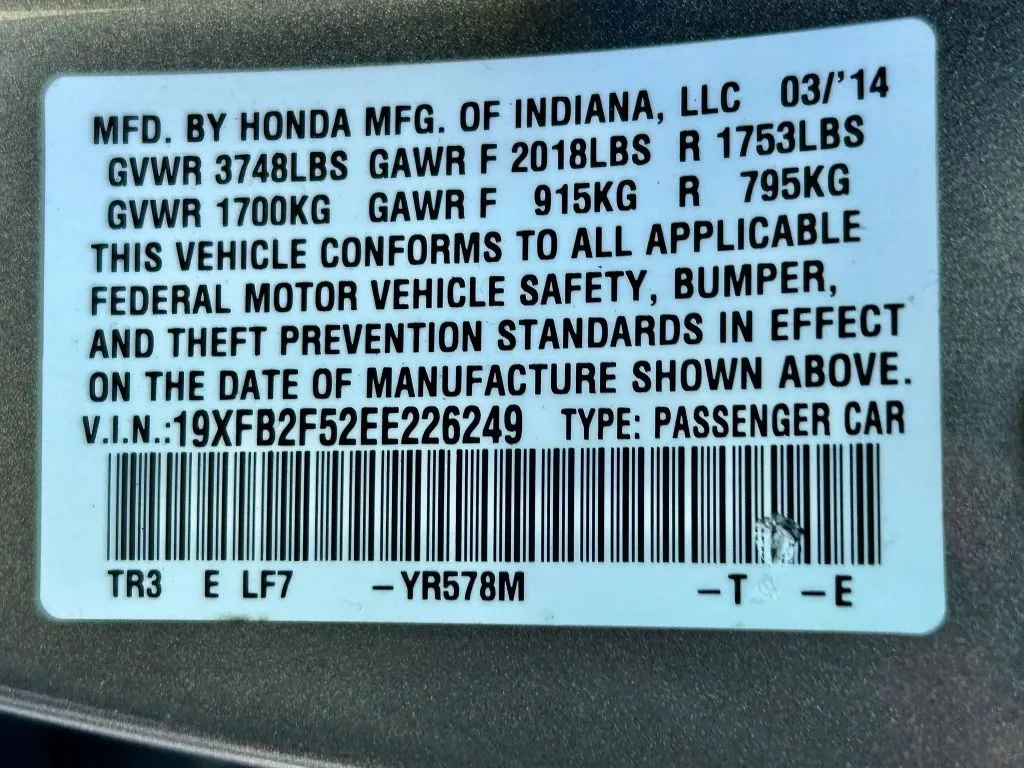 MFD. BY HONDA MFG. OF INDIANA, LLC 03/'14
GVWR 3748LBS GAWR F 2018LBS R 1753LBS
GVWR 1700KG GAWR F 915KG R 795KG
THIS VEHICLE CONFORMS TO ALL APPLICABLE
FEDERAL MOTOR VEHICLE SAFETY, BUMPER,
AND THEFT PREVENTION STANDARDS IN EFFECT
ON THE DATE OF MANUFACTURE SHOWN ABOVE.
V.I.N.:19XFB2F52EE226249 TYPE: PASSENGER CAR
TR3 E LF7 -YR578M -T -E